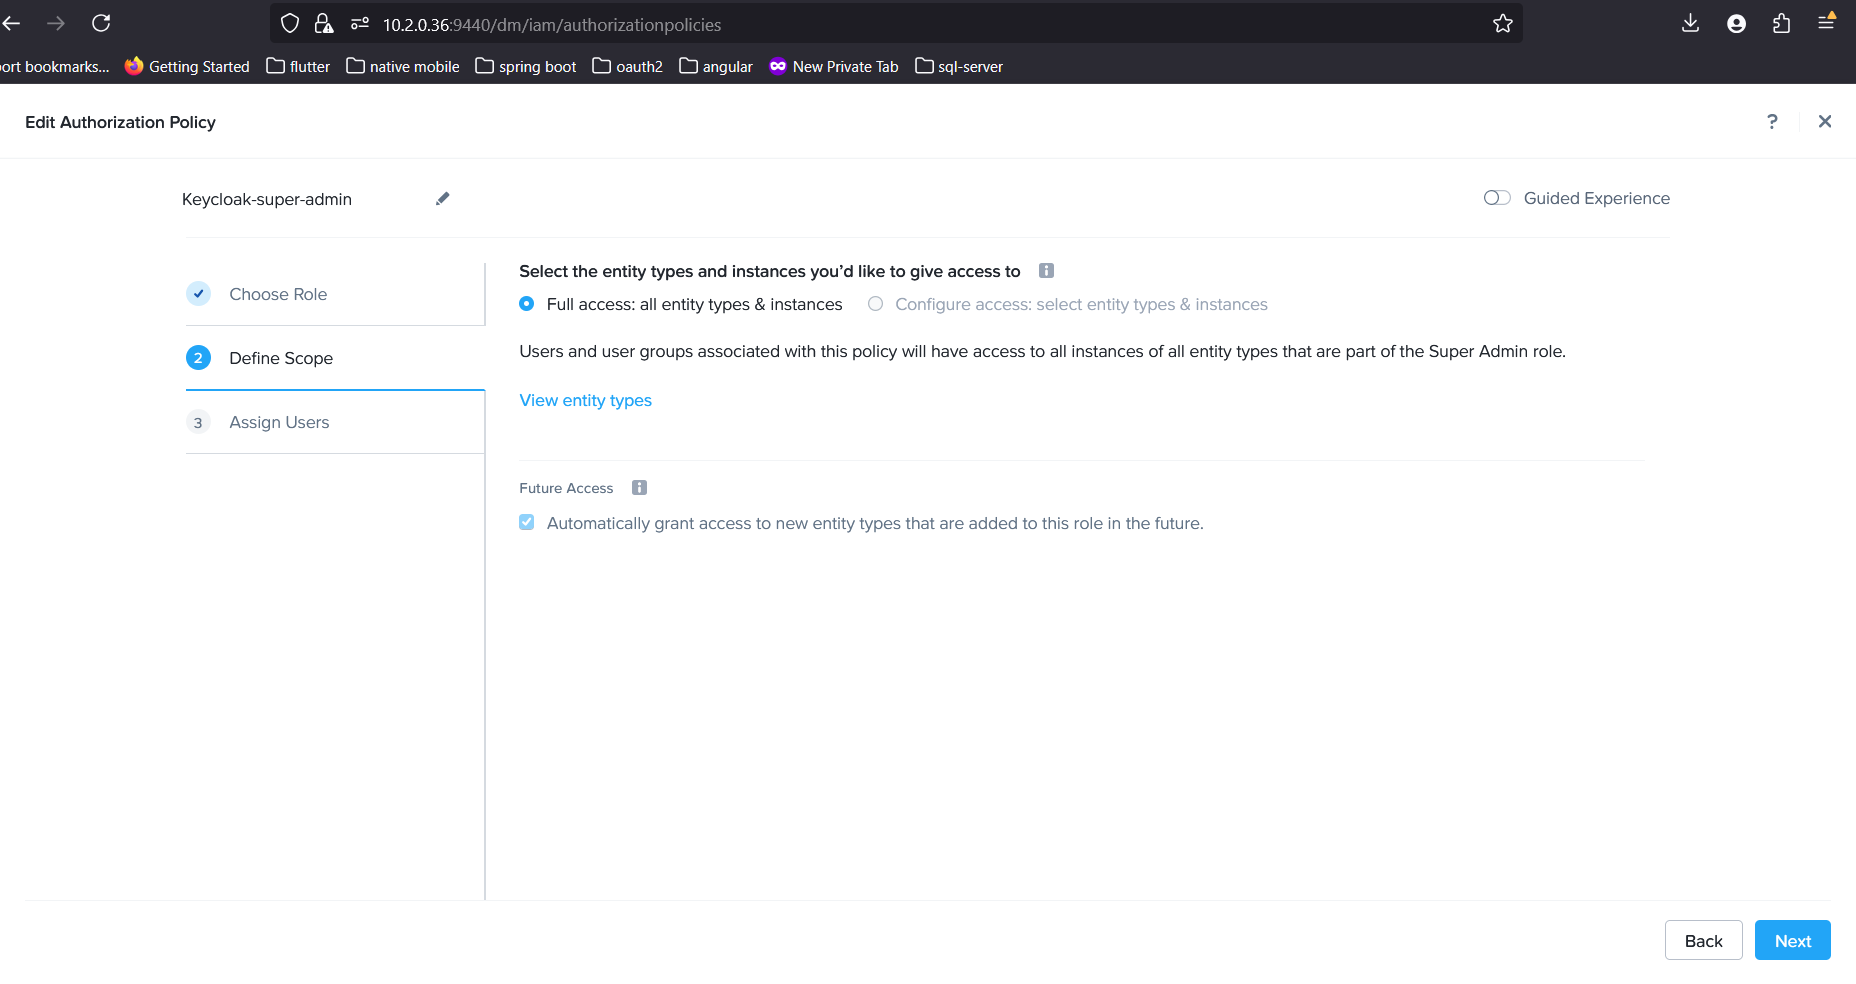 10.2.0.36:9440/dm/iam/authorizationpolicies
ort bookmarks... Getting Started flutter native mobile spring boot oauth2 angular New Private Tab sql-server
Edit Authorization Policy ?
Keycloak-super-admin
Guided Experience
Choose Role
2 Define Scope
3 Assign Users
Select the entity types and instances you’d like to give access to
Full access: all entity types & instances Configure access: select entity types & instances
Users and user groups associated with this policy will have access to all instances of all entity types that are part of the Super Admin role.
View entity types
Future Access
Automatically grant access to new entity types that are added to this role in the future.
Back Next